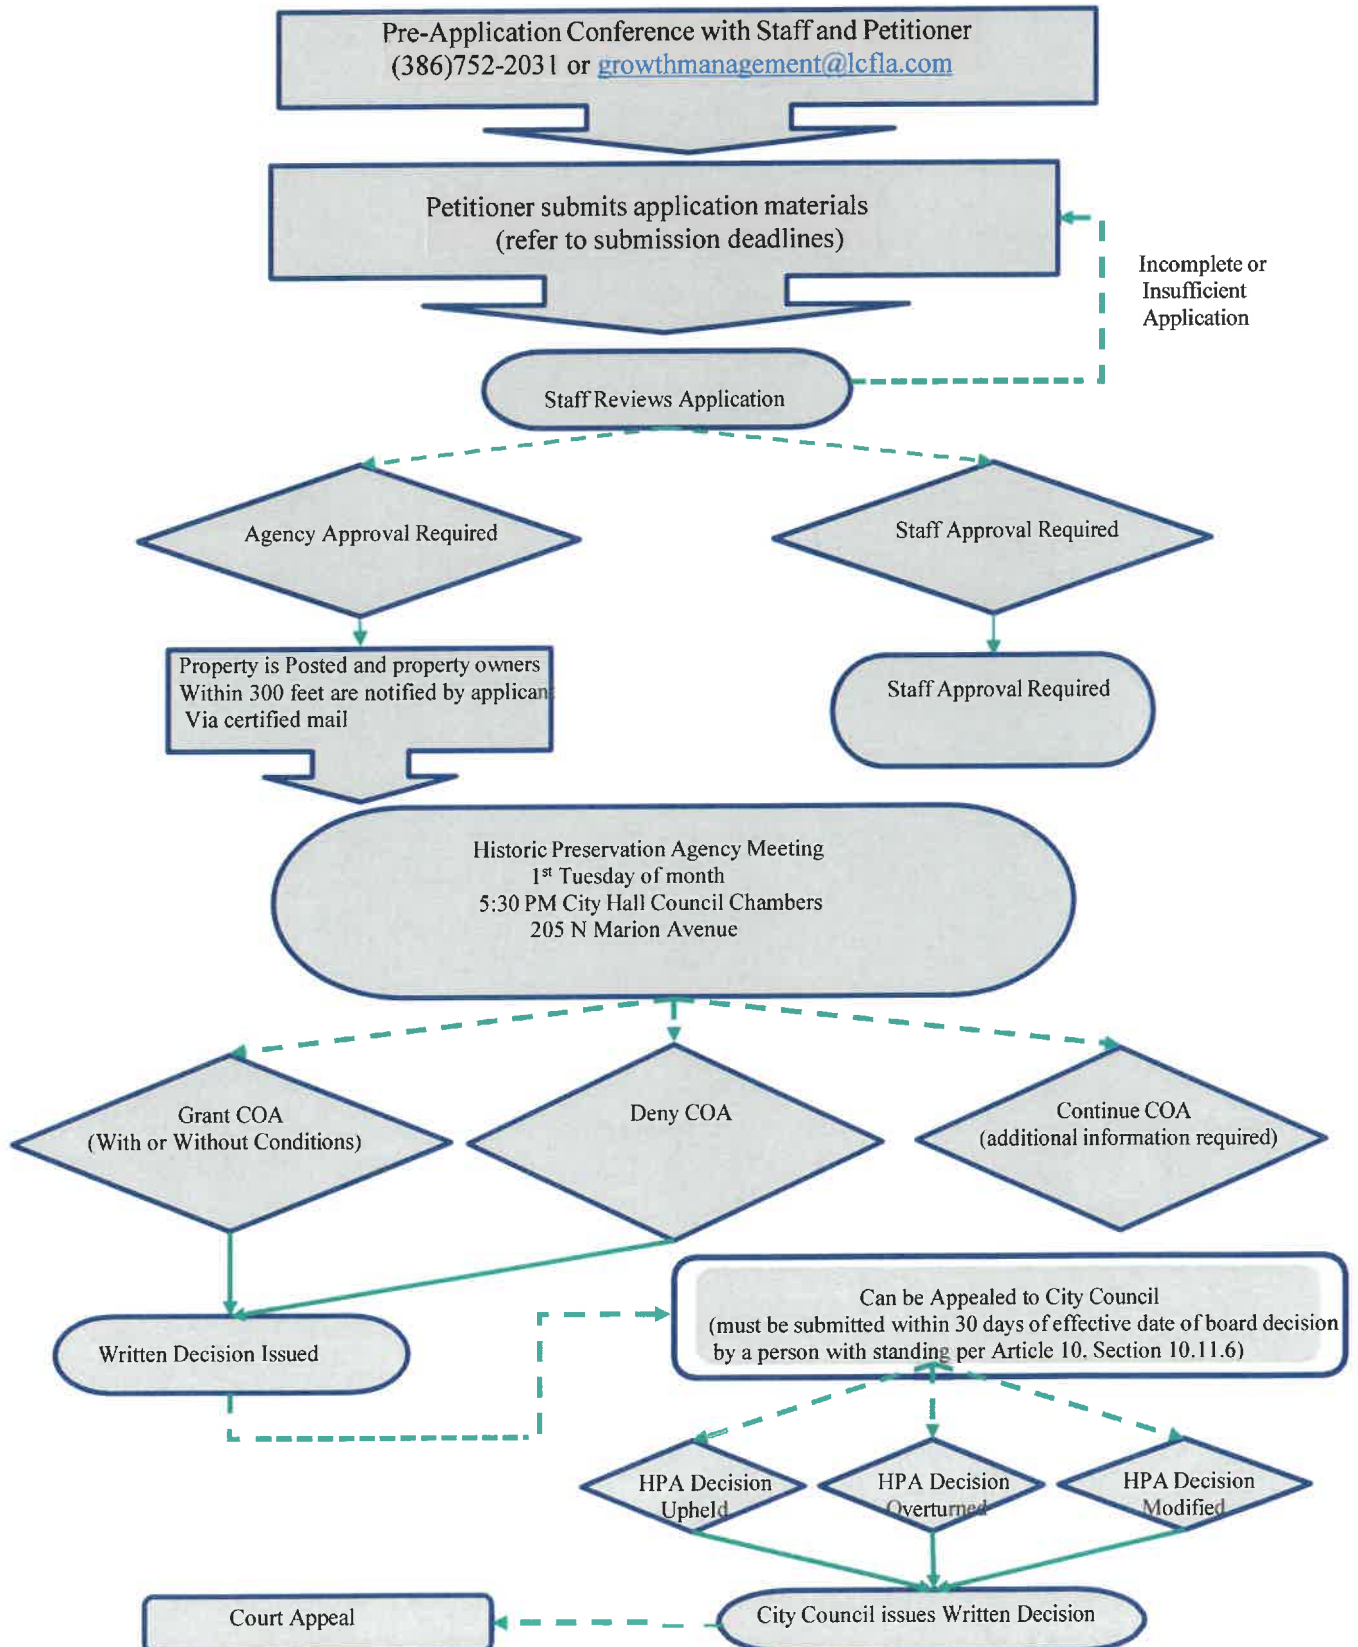 Pre-Application Conference with Staff and Petitioner
(386)752-2031 or growthmanagement@lcfla.com
Petitioner submits application materials
(refer to submission deadlines)
Incomplete or
Insufficient
Application
Staff Reviews Application
Agency Approval Required
Staff Approval Required
Property is Posted and property owners
Within 300 feet are notified by applican
Via certified mail
Staff Approval Required
Historic Preservation Agency Meeting
1st Tuesday of month
5:30 PM City Hall Council Chambers
205 N Marion Avenue
Grant COA
(With or Without Conditions)
Deny COA
Continue COA
(additional information required)
Can be Appealed to City Council
(must be submitted within 30 days of effective date of board decision
by a person with standing per Article 10. Section 10.11.6)
Written Decision Issued
HPA Decision
Upheld
HPA Decision
Overturned
HPA Decision
Modified
City Council issues Written Decision
Court Appeal